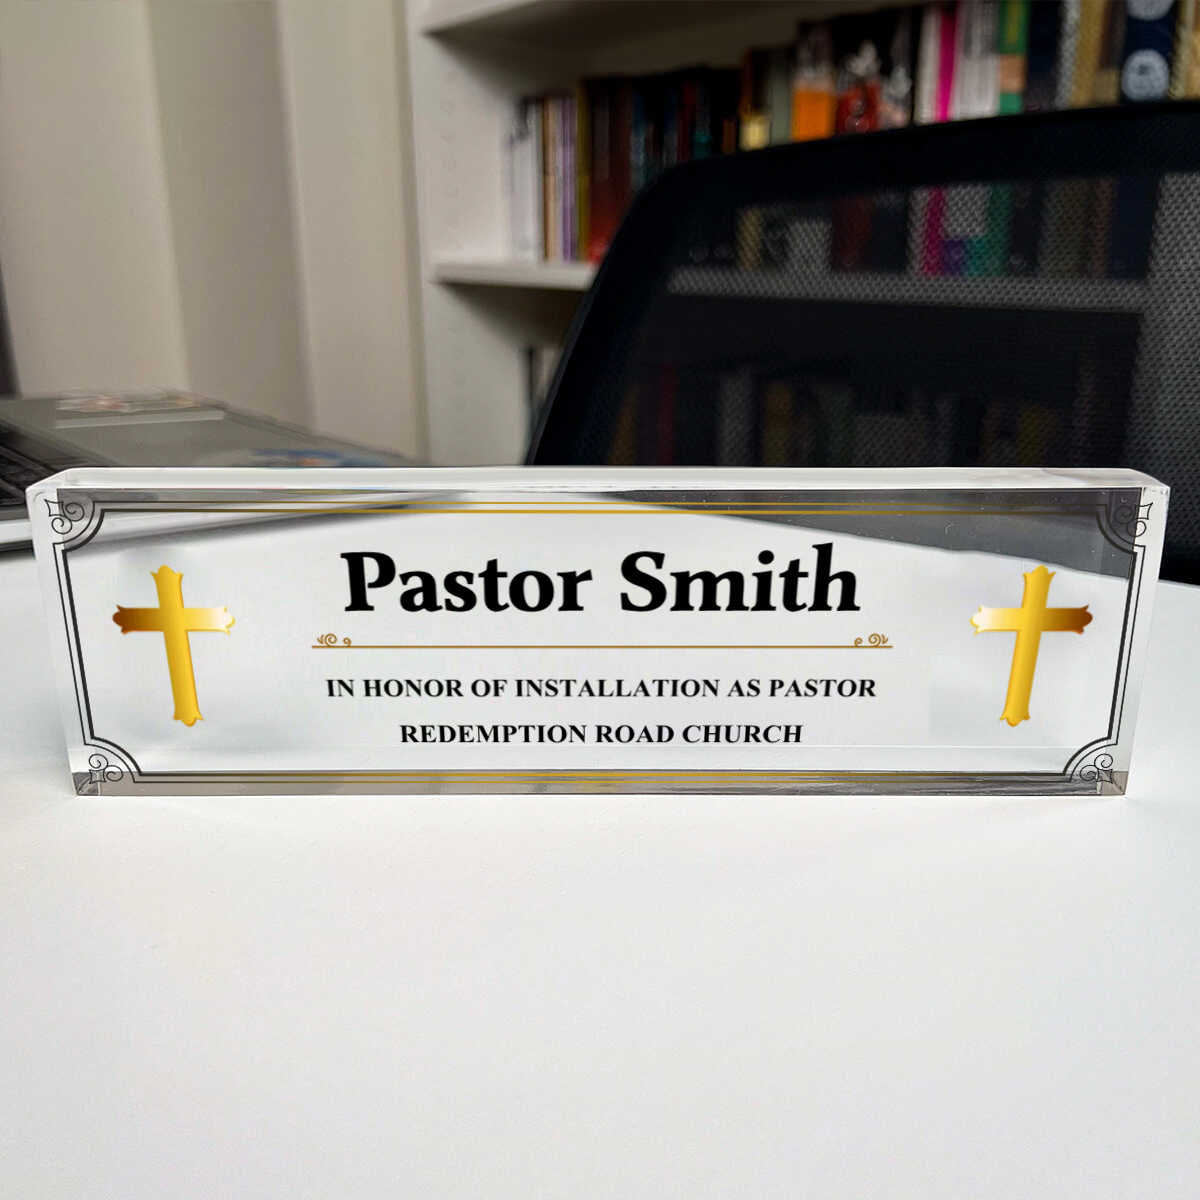 Pastor Smith
IN HONOR OF INSTALLATION AS PASTOR
REDEMPTION ROAD CHURCH